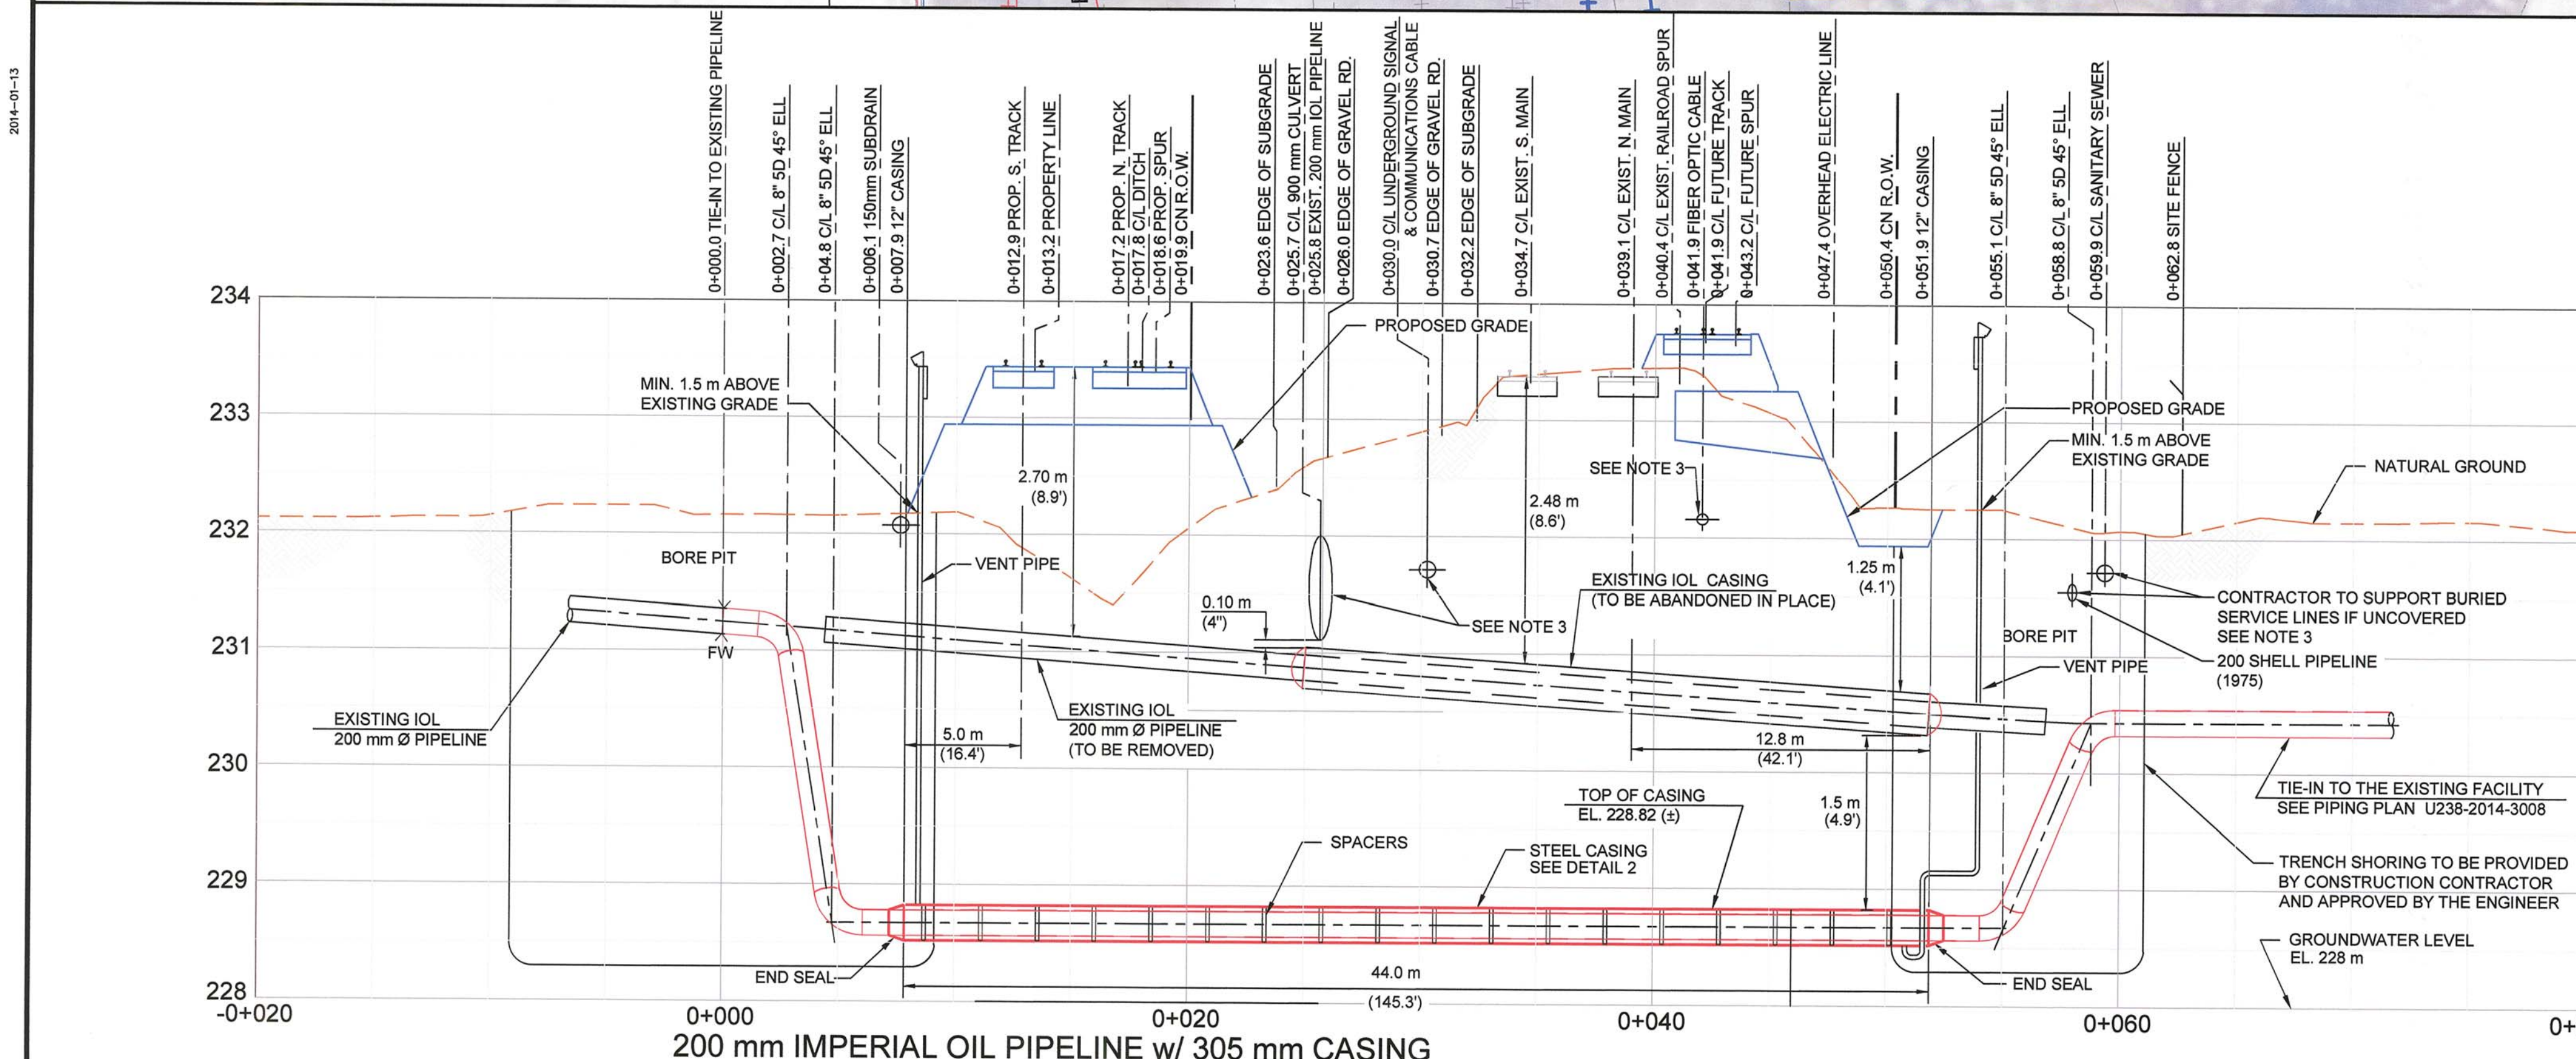 2014-01-13
0+000.0 TIE-IN TO EXISTING PIPELINE
0+002.7 C/L 8" 5D 45° ELL
0+04.8 C/L 8" 5D 45° ELL
0+006.1 150mm SUBDRAIN
0+007.9 12" CASING
0+012.9 PROP. S. TRACK
0+013.2 PROPERTY LINE
0+017.2 PROP. N. TRACK
0+017.8 C/L DITCH
0+018.6 PROP. SPUR
0+019.9 CN R.O.W.
0+023.6 EDGE OF SUBGRADE
0+025.7 C/L 900 mm CULVERT
0+025.8 EXIST. 200 mm IOL PIPELINE
0+026.0 EDGE OF GRAVEL RD.
0+030.0 C/L UNDERGROUND SIGNAL
& COMMUNICATIONS CABLE
0+030.7 EDGE OF GRAVEL RD.
0+032.2 EDGE OF SUBGRADE
0+034.7 C/L EXIST. S. MAIN
0+039.1 C/L EXIST. N. MAIN
0+040.4 C/L EXIST. RAILROAD SPUR
0+041.9 FIBER OPTIC CABLE
0+041.9 C/L FUTURE TRACK
0+043.2 C/L FUTURE SPUR
0+047.4 OVERHEAD ELECTRIC LINE
0+050.4 CN R.O.W.
0+051.9 12" CASING
0+055.1 C/L 8" 5D 45° ELL
0+058.8 C/L 8" 5D 45° ELL
0+059.9 C/L SANITARY SEWER
0+062.8 SITE FENCE
234
233
232
231
230
229
228
PROPOSED GRADE
MIN. 1.5 m ABOVE
EXISTING GRADE
PROPOSED GRADE
MIN. 1.5 m ABOVE
EXISTING GRADE
NATURAL GROUND
2.70 m
(8.9')
SEE NOTE 3
2.48 m
(8.6')
BORE PIT
VENT PIPE
EXISTING IOL CASING
(TO BE ABANDONED IN PLACE)
1.25 m
(4.1')
0.10 m
(4")
SEE NOTE 3
CONTRACTOR TO SUPPORT BURIED
SERVICE LINES IF UNCOVERED
SEE NOTE 3
BORE PIT
VENT PIPE
200 SHELL PIPELINE
(1975)
FW
EXISTING IOL
200 mm Ø PIPELINE
EXISTING IOL
200 mm Ø PIPELINE
(TO BE REMOVED)
5.0 m
(16.4')
12.8 m
(42.1')
TOP OF CASING
EL. 228.82 (±)
1.5 m
(4.9')
TIE-IN TO THE EXISTING FACILITY
SEE PIPING PLAN U238-2014-3008
SPACERS
STEEL CASING
SEE DETAIL 2
TRENCH SHORING TO BE PROVIDED
BY CONSTRUCTION CONTRACTOR
AND APPROVED BY THE ENGINEER
GROUNDWATER LEVEL
EL. 228 m
END SEAL
44.0 m
(145.3')
END SEAL
-0+020
0+000
0+020
0+040
0+060
0+
200 mm IMPERIAL OIL PIPELINE w/ 305 mm CASING